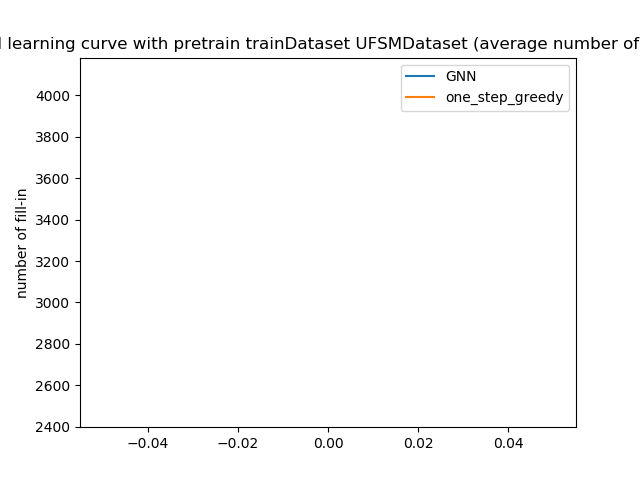 learning curve with pretrain trainDataset UFSMDataset (average number of
GNN
one_step_greedy
4000
3800
3600
3400
3200
3000
2800
2600
2400
number of fill-in
−0.04 −0.02 0.00 0.02 0.04